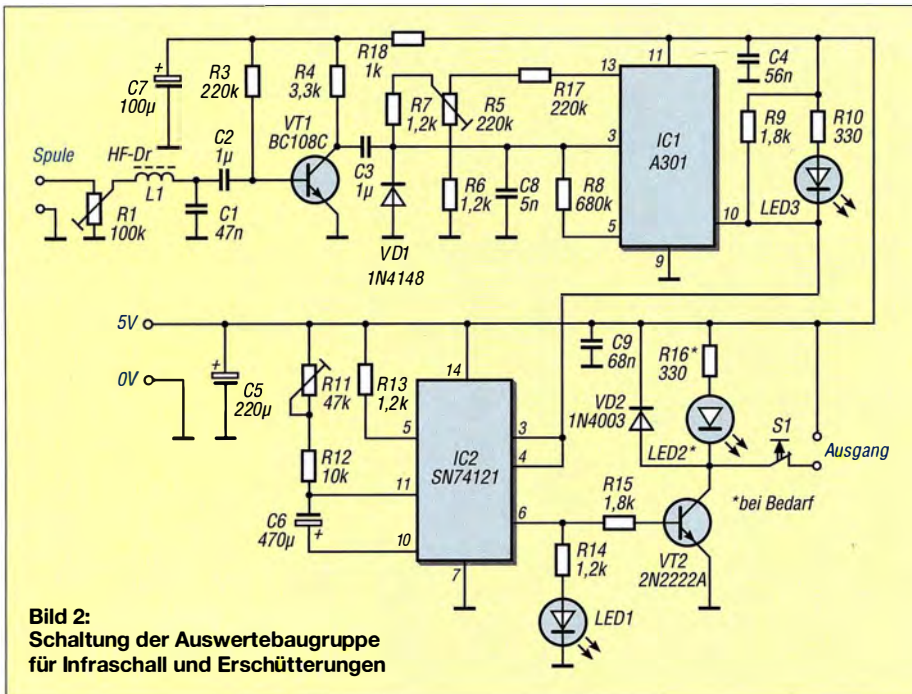 R18
1k
C7
100µ
+
R3
220k
R4
3,3k
VT1
BC108C
R7
1,2k
R5
220k
R17
220k
13
11
C4
56n
R9
1,8k
R10
330
Spule
HF-Dr
L1
C2
1µ
C3
1µ
3
IC1
A301
R1
100k
C1
47n
VD1
1N4148
R6
1,2k
C8
5n
R8
680k
5
10
9
LED3
5V
0V
+
C5
220µ
R11
47k
R13
1,2k
14
C9
68n
R16*
330
VD2
1N4003
LED2*
S1
Ausgang
5
3
IC2
SN74121
4
R12
10k
11
*bei Bedarf
C6
470µ
+
10
6
R15
1,8k
7
R14
1,2k
VT2
2N2222A
LED1
Bild 2:
Schaltung der Auswertebaugruppe
für Infraschall und Erschütterungen